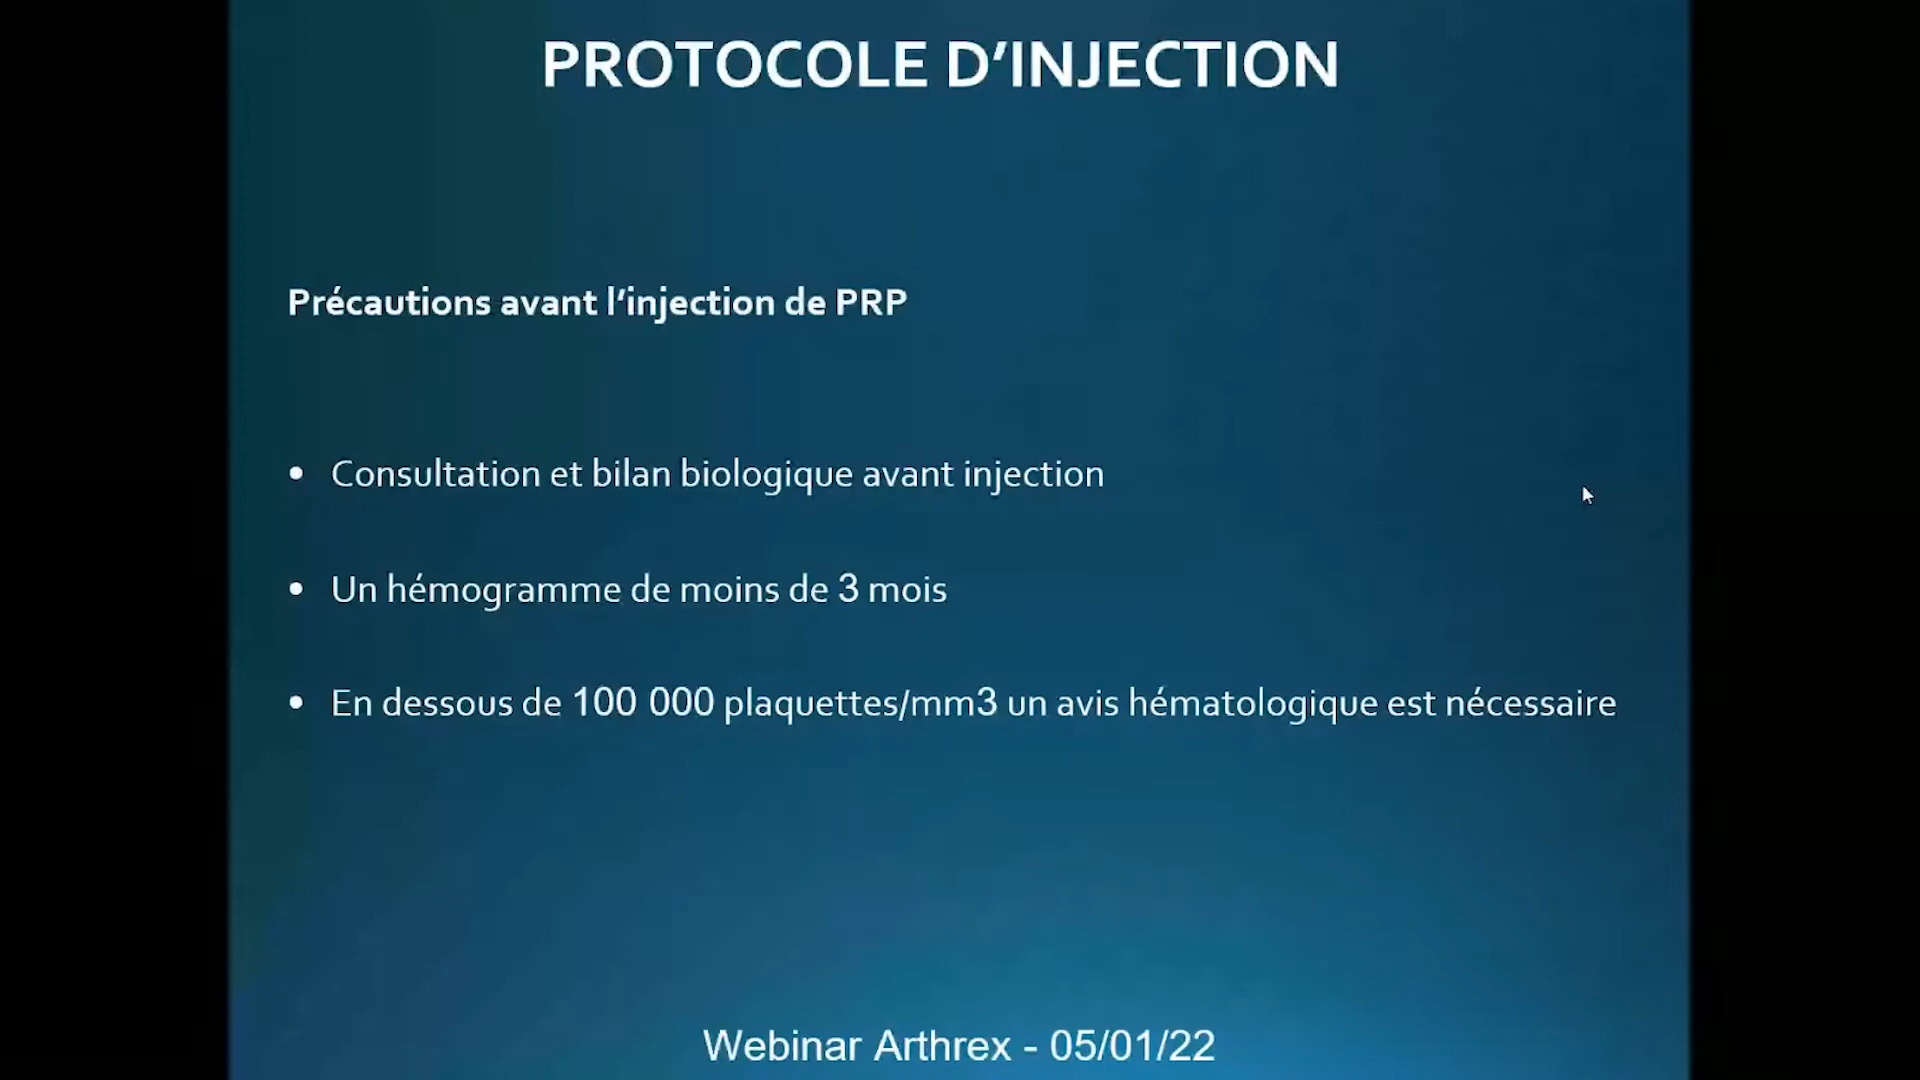 PROTOCOLE D’INJECTION
Précautions avant l’injection de PRP
• Consultation et bilan biologique avant injection
• Un hémogramme de moins de 3 mois
• En dessous de 100 000 plaquettes/mm3 un avis hématologique est nécessaire
Webinar Arthrex - 05/01/22